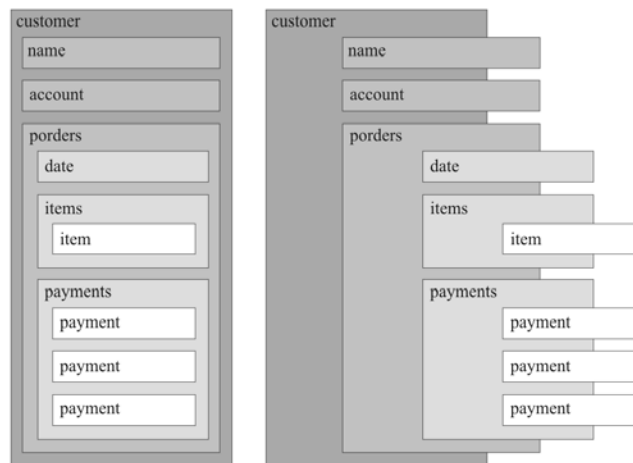 customer
name
account
porders
date
items
item
payments
payment
payment
payment
customer
name
account
porders
date
items
item
payments
payment
payment
payment